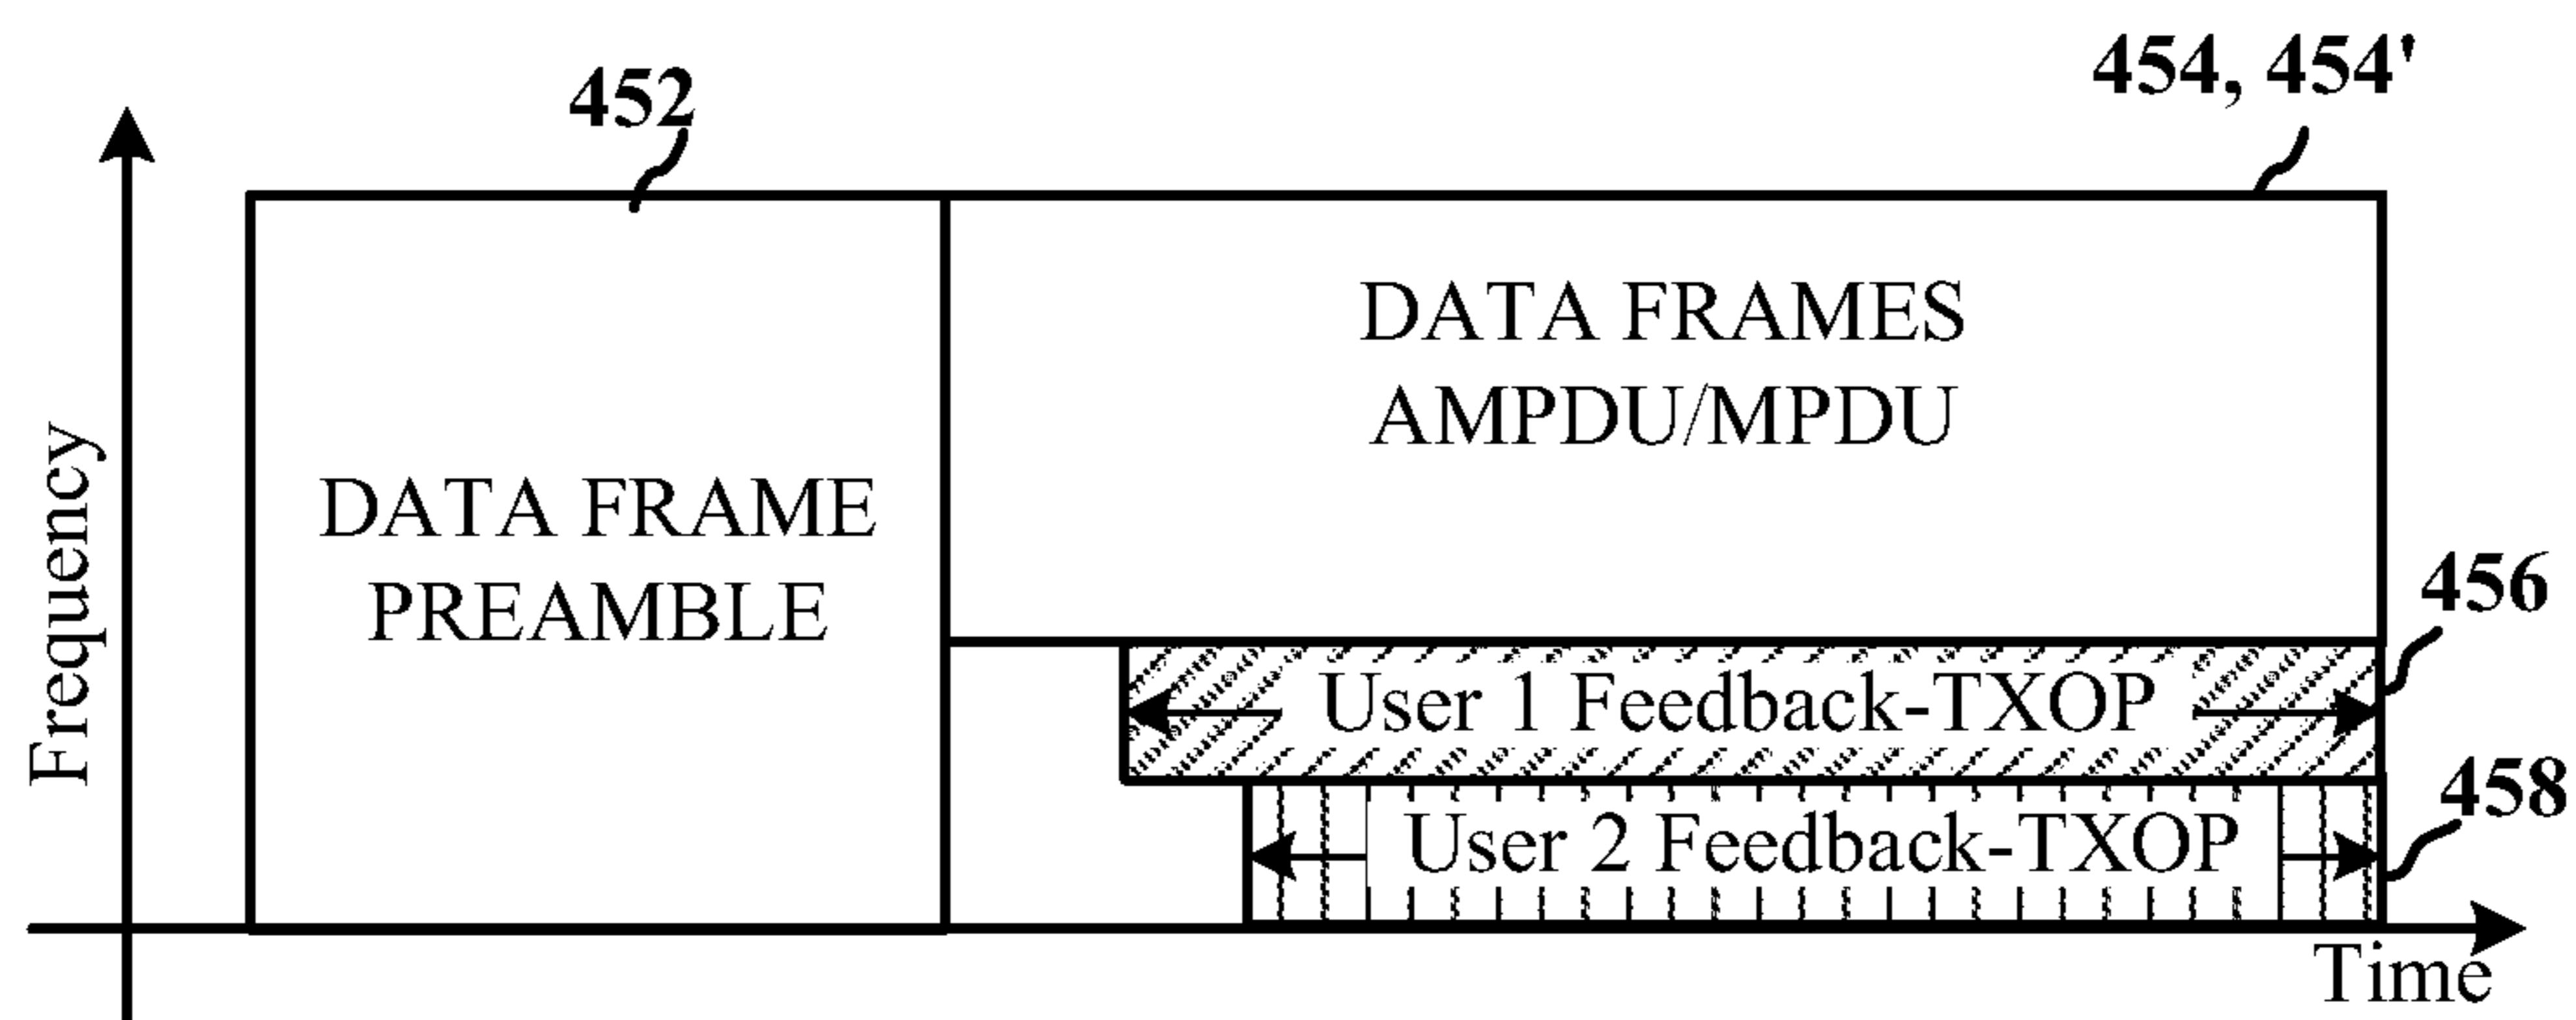 454, 454'
452
DATA FRAMES
AMPDU/MPDU
DATA FRAME
PREAMBLE
Frequency
456
User 1 Feedback-TXOP
458
User 2 Feedback-TXOP
Time